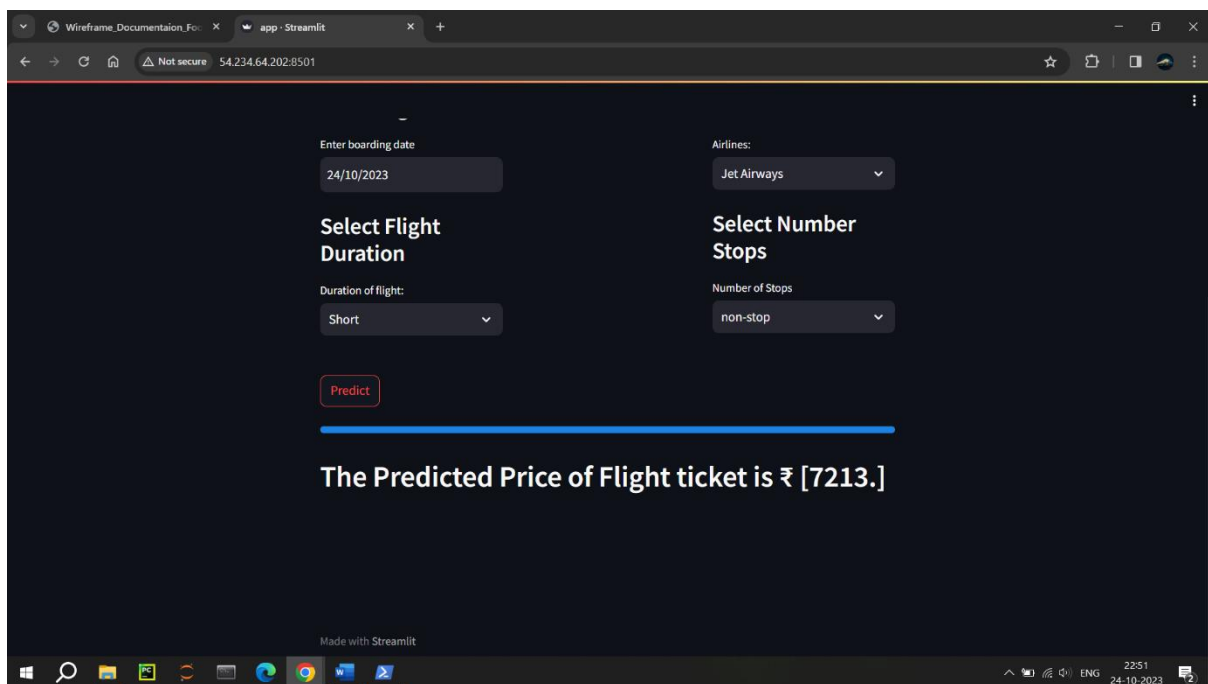 Wireframe_Documentaion_Foc
app · Streamlit
Not secure 54.234.64.202:8501
Enter boarding date
24/10/2023
Airlines:
Jet Airways
Select Flight
Duration
Select Number
Stops
Duration of flight:
Short
Number of Stops
non-stop
Predict
The Predicted Price of Flight ticket is ₹ [7213.]
Made with Streamlit
ENG
22:51
24-10-2023